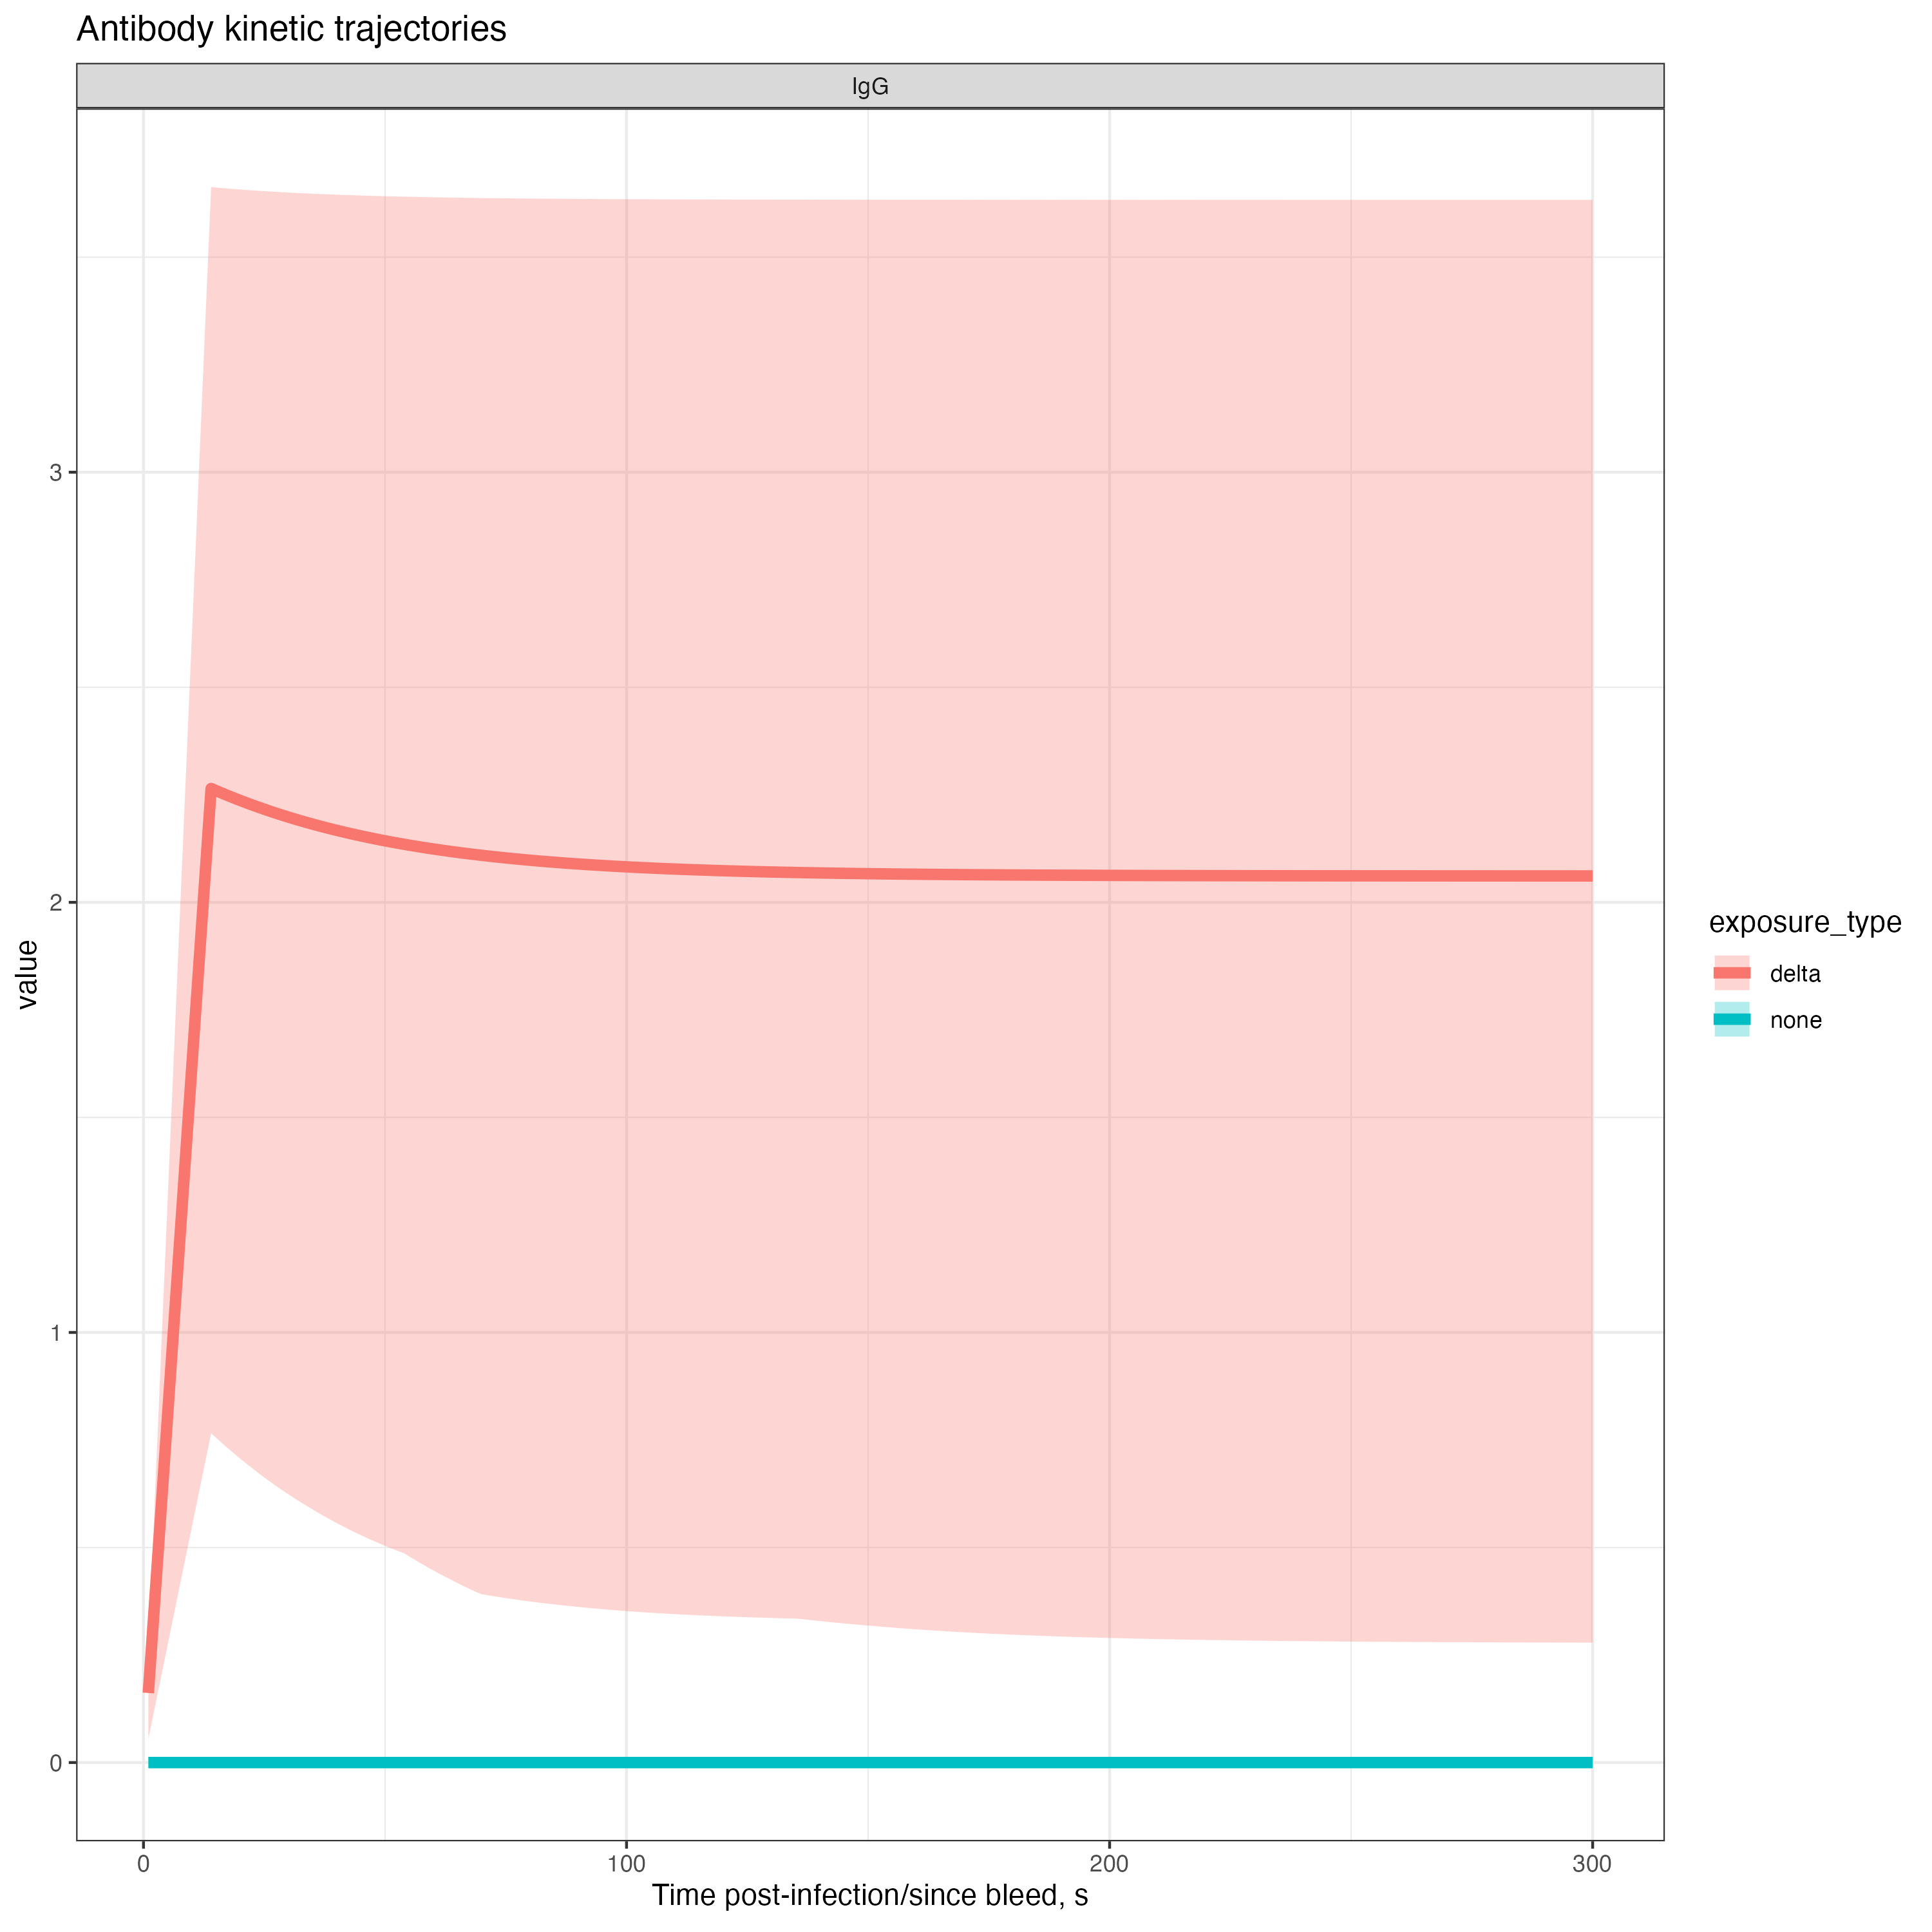 Antibody kinetic trajectories
IgG
3
2
1
0
value
0 100 200 300
Time post-infection/since bleed, s
exposure_type
delta
none